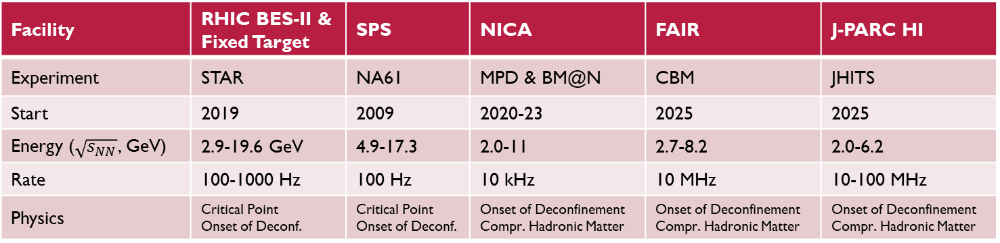 Facility RHIC BES-II & Fixed Target SPS NICA FAIR J-PARC HI
Experiment STAR NA61 MPD & BM@N CBM JHITS
Start 2019 2009 2020-23 2025 2025
Energy (√s_NN, GeV) 2.9-19.6 GeV 4.9-17.3 2.0-11 2.7-8.2 2.0-6.2
Rate 100-1000 Hz 100 Hz 10 kHz 10 MHz 10-100 MHz
Physics Critical Point Critical Point Onset of Deconfinement Onset of Deconfinement Onset of Deconfinement
Onset of Deconf. Onset of Deconf. Compr. Hadronic Matter Compr. Hadronic Matter Compr. Hadronic Matter